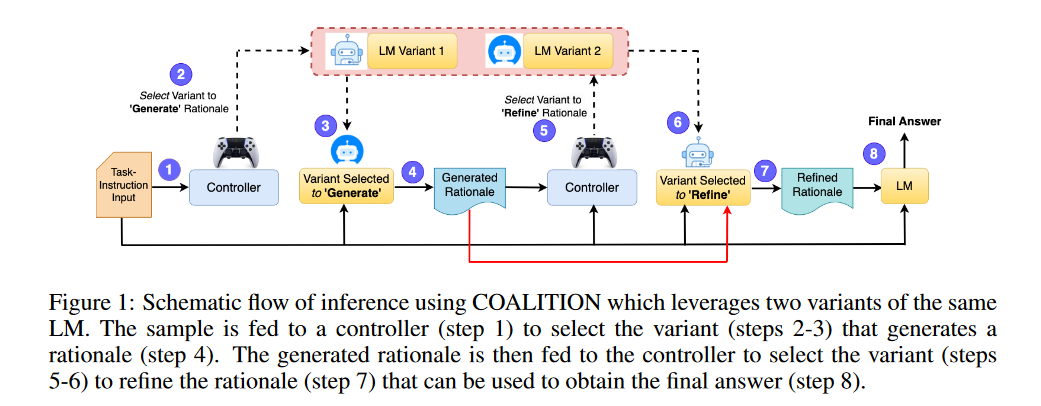 LM Variant 1
LM Variant 2
2
Select Variant to
'Generate' Rationale
3
Select Variant to
'Refine' Rationale
5
6
Final Answer
1
4
7
8
Task-
Instruction
Input
Controller
Variant Selected
to 'Generate'
Generated
Rationale
Controller
Variant Selected
to 'Refine'
Refined
Rationale
LM
Figure 1: Schematic flow of inference using COALITION which leverages two variants of the same
LM. The sample is fed to a controller (step 1) to select the variant (steps 2-3) that generates a
rationale (step 4). The generated rationale is then fed to the controller to select the variant (steps
5-6) to refine the rationale (step 7) that can be used to obtain the final answer (step 8).